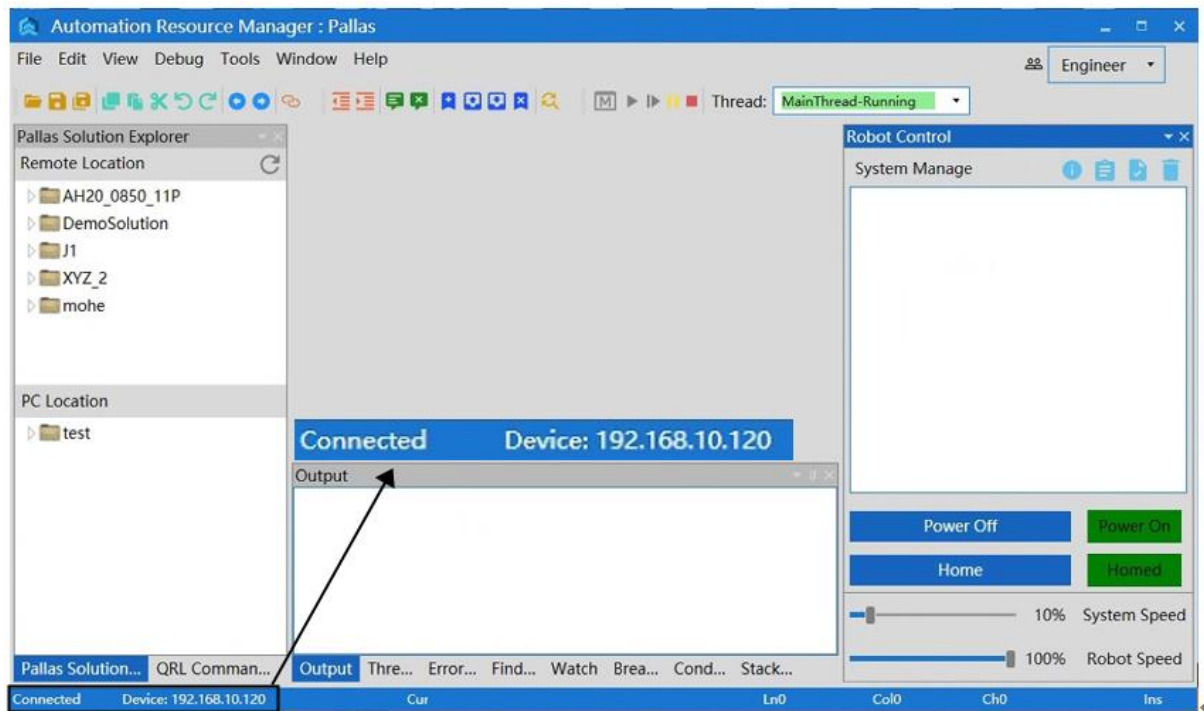 Automation Resource Manager : Pallas
File Edit View Debug Tools Window Help
Engineer
M Thread: MainThread-Running
Pallas Solution Explorer
Remote Location
AH20_0850_11P
DemoSolution
J1
XYZ_2
mohe
PC Location
test
Connected Device: 192.168.10.120
Output
Robot Control
System Manage
Power Off Power On
Home Homed
10% System Speed
100% Robot Speed
Pallas Solution... QRL Comman...
Output Thre... Error... Find... Watch Brea... Cond... Stack...
Connected Device: 192.168.10.120 Cur Ln0 Col0 Ch0 Ins